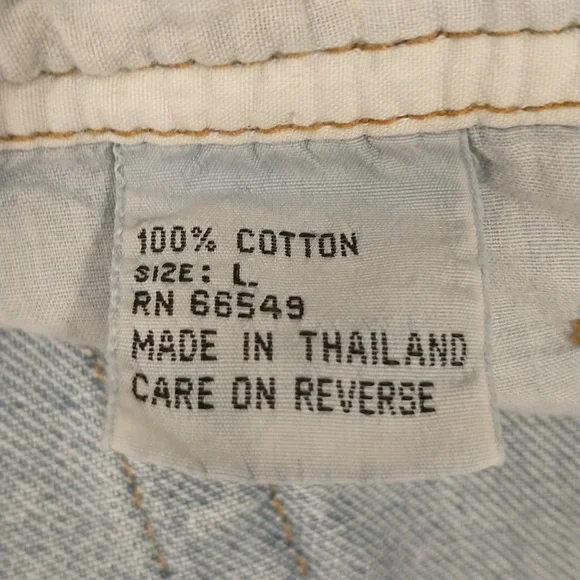 100% COTTON
SIZE: L.
RN 66549
MADE IN THAILAND
CARE ON REVERSE